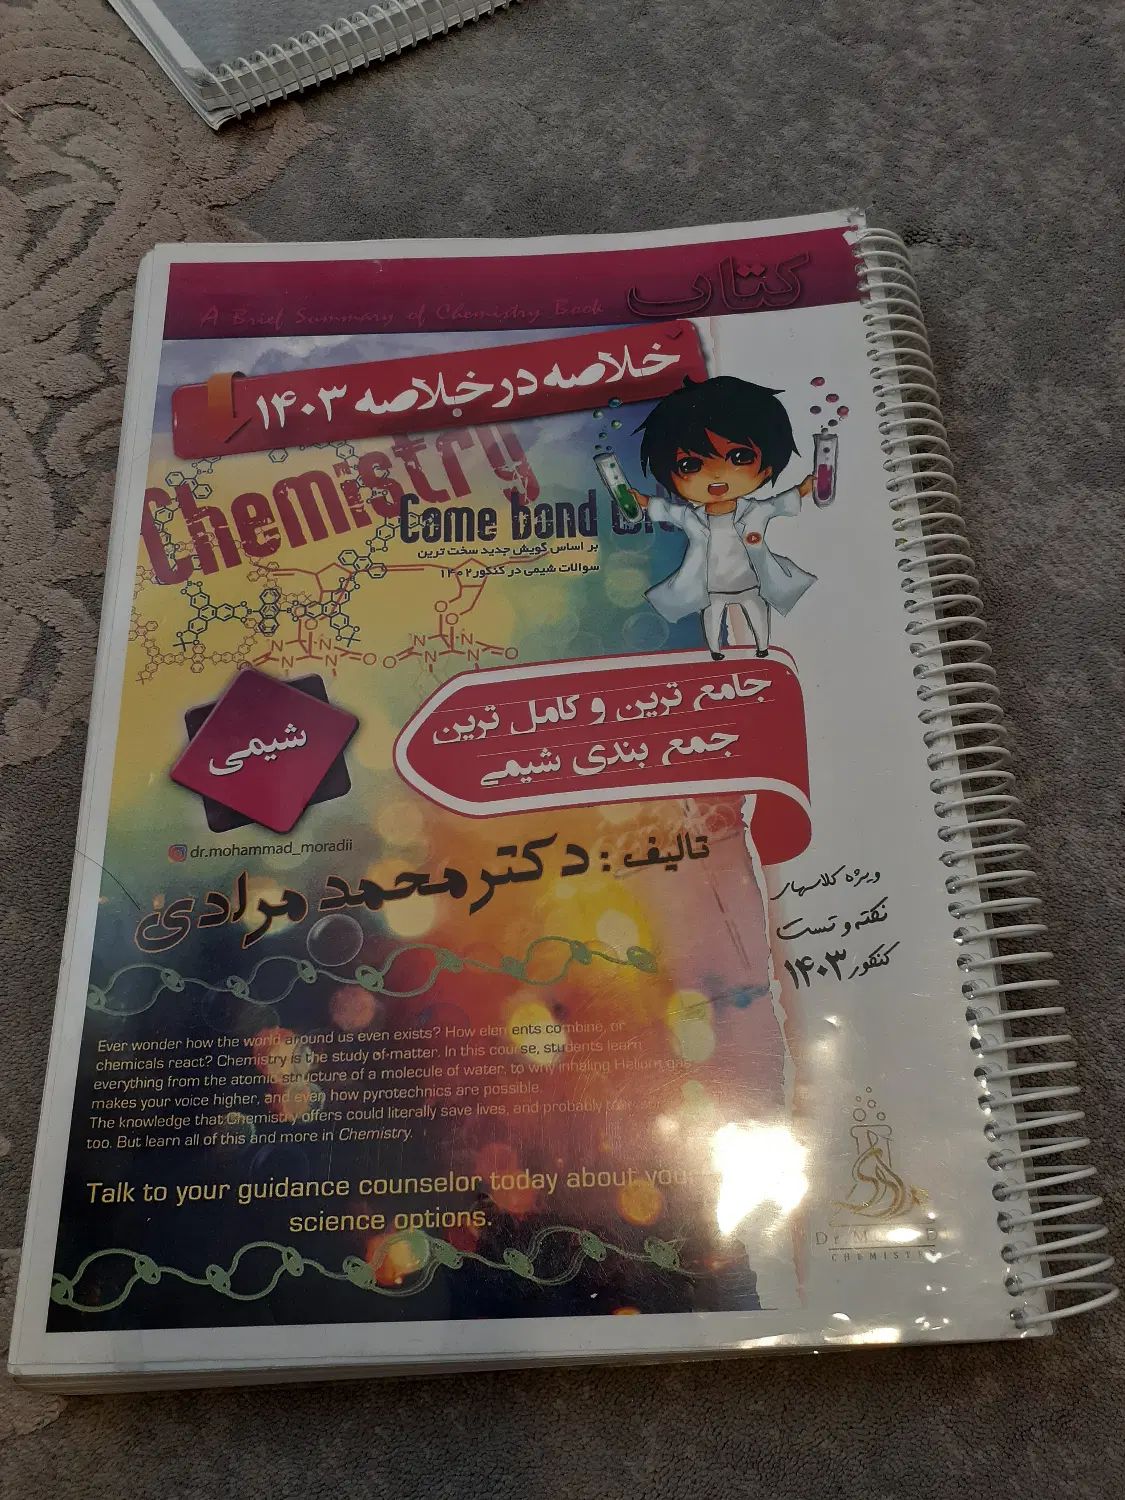 کتاب
A Brief Summary of Chemistry Book
خلاصه در خلاصه ۱۴۰۳
Chemistry
Come bond
بر اساس گویش جدید سخت ترین
سوالات شیمی در کنکور ۱۴۰۲
جامع ترین و کامل ترین
جمع بندی شیمی
شیمی
dr.mohammad_moradii
تالیف : دکتر محمد مرادی
ویژه کلاسهای
نکته و تست
کنکور ۱۴۰۳
Ever wonder how the world around us even exists? How elements combine, or
chemicals react? Chemistry is the study of matter. In this course, students learn
everything from the atomic structure of a molecule of water, to why inhaling Helium gas
makes your voice higher, and even how pyrotechnics are possible.
The knowledge that Chemistry offers could literally save lives, and probably
too. But learn all of this and more in Chemistry.
Talk to your guidance counselor today about your
science options.
N N N N
O O O